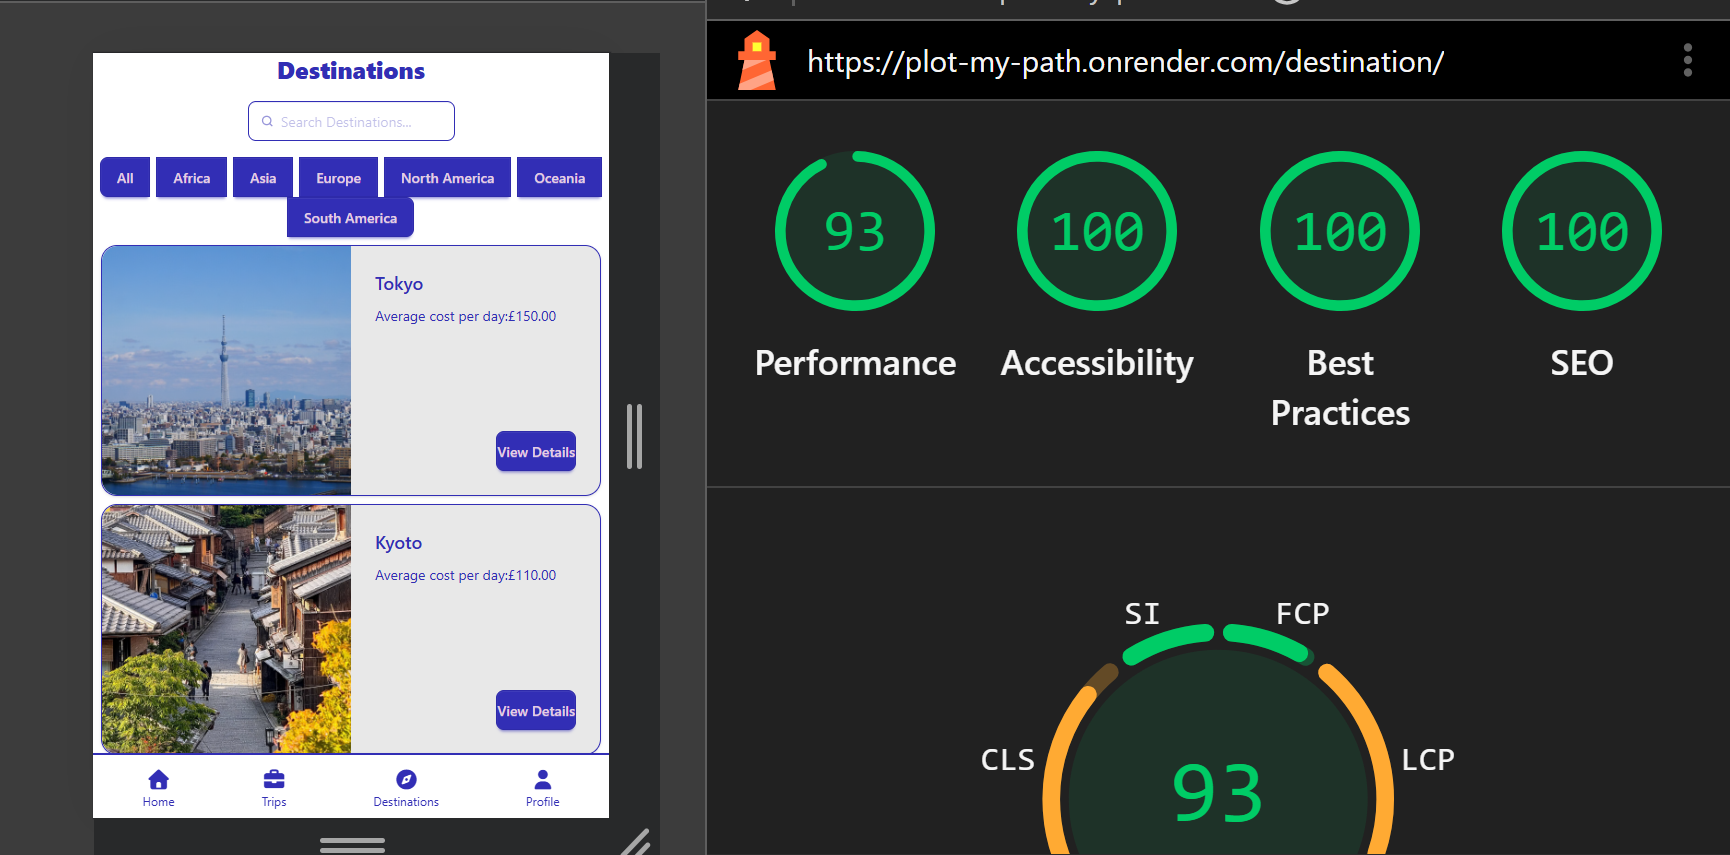 Destinations
Search Destinations...
All Africa Asia Europe North America Oceania
South America
Tokyo
Average cost per day:£150.00
View Details
Kyoto
Average cost per day:£110.00
View Details
Home Trips Destinations Profile
https://plot-my-path.onrender.com/destination/
93 100 100 100
Performance Accessibility Best
Practices
SEO
SI FCP
CLS LCP
93